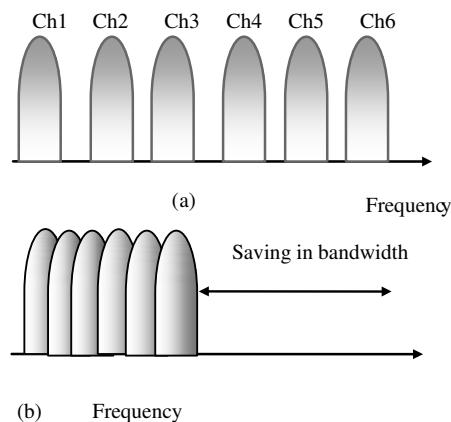 Ch1 Ch2 Ch3 Ch4 Ch5 Ch6
(a)
Frequency
Saving in bandwidth
(b) Frequency